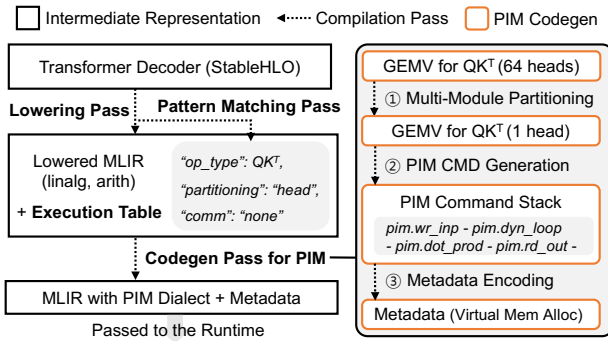 Intermediate Representation
Compilation Pass
PIM Codegen
Transformer Decoder (StableHLO)
Lowering Pass
Pattern Matching Pass
Lowered MLIR
(linalg, arith)
+ Execution Table
“op_type”: QKᵀ,
“partitioning”: “head”,
“comm”: “none”
Codegen Pass for PIM
MLIR with PIM Dialect + Metadata
Passed to the Runtime
GEMV for QKᵀ (64 heads)
① Multi-Module Partitioning
GEMV for QKᵀ (1 head)
② PIM CMD Generation
PIM Command Stack
pim.wr_inp - pim.dyn_loop
- pim.dot_prod - pim.rd_out -
③ Metadata Encoding
Metadata (Virtual Mem Alloc)